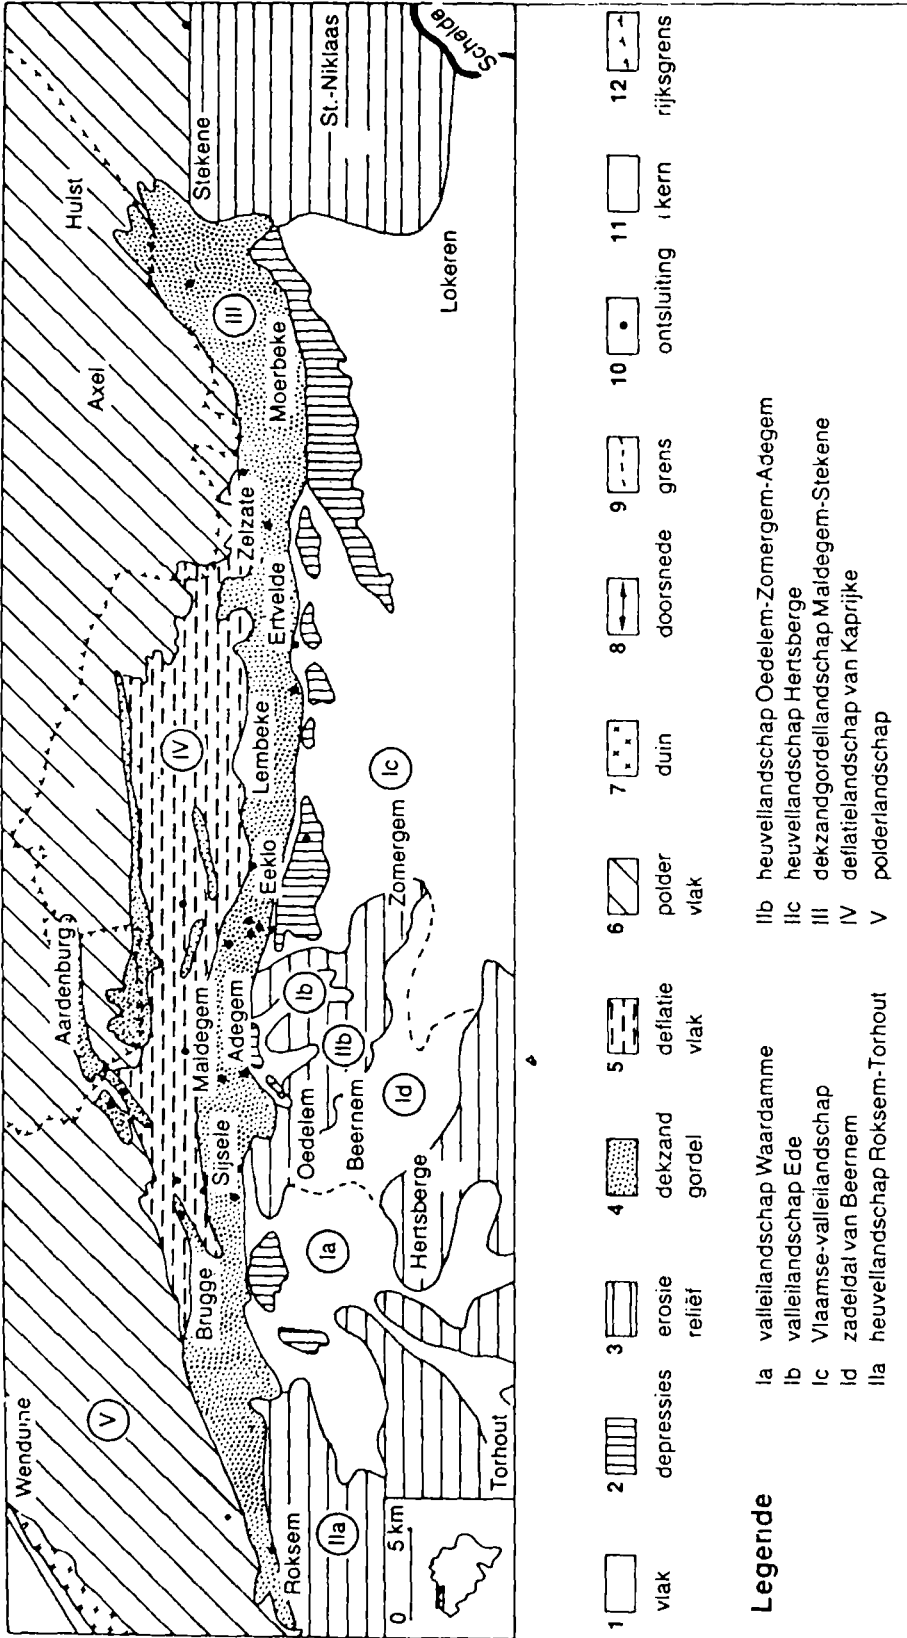 Wendune
V
Aardenburg
Axel
Hulst
IV
III
Stekene
St.-Niklaas
Schelde
Brugge
Sijsele
Maldegem
Adegem
Eeklo
Lembeke
Ertvelde
Zelzate
Moerbeke
Lokeren
Roksem
IIa
Ia
Oedelem
Beernem
IIb
Ib
Id
Ic
Zomergem
Hertsberge
Torhout
0 5 km
1 2 3 4 5 6 7 8 9 10 11 12
vlak depressies erosie dekzand deflatie polder duin doorsnede grens ontsluiting kern rijksgrens
reliëf gordel vlak vlak
Legende
Ia valleilandschap Waardamme
Ib valleilandschap Ede
Ic Vlaamse-valleilandschap
Id zadeldal van Beernem
IIa heuvellandschap Roksem-Torhout
IIb heuvellandschap Oedelem-Zomergem-Adegem
IIc heuvellandschap Hertsberge
III dekzandgordellandschap Maldegem-Stekene
IV deflatielandschap van Kaprijke
V polderlandschap